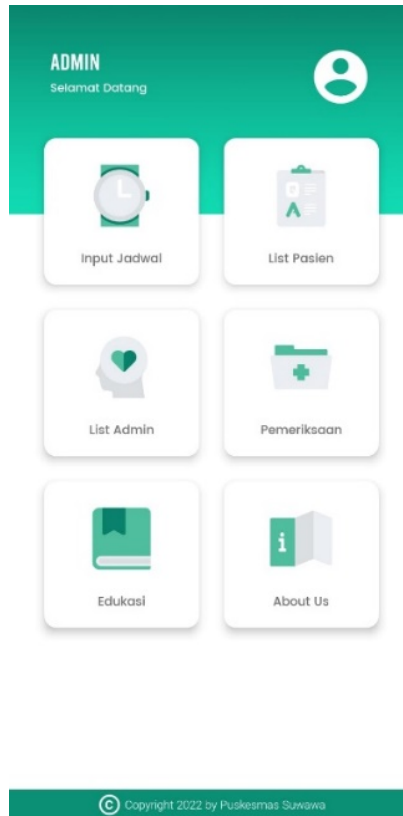 ADMIN
Selamat Datang
Input Jadwal
List Pasien
List Admin
Pemeriksaan
Edukasi
About Us
© Copyright 2022 by Puskesmas Suwawa